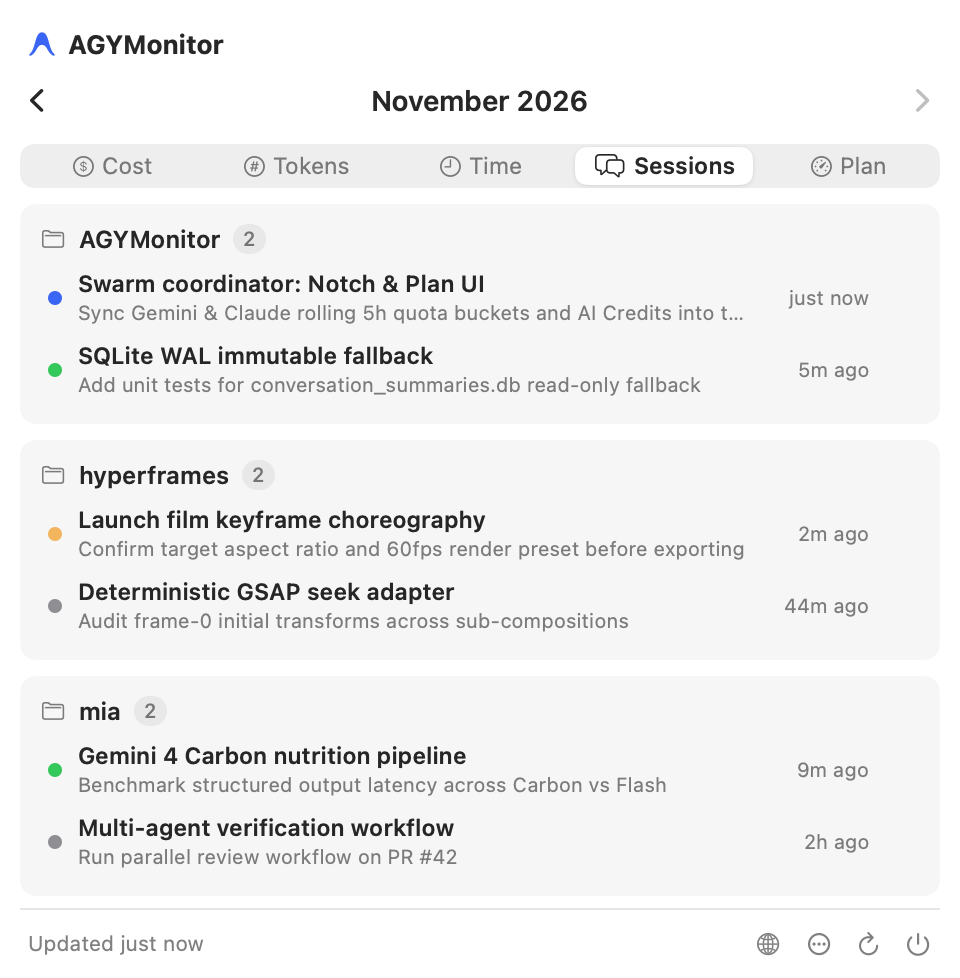 AGYMonitor
November 2026
Cost Tokens Time Sessions Plan
AGYMonitor 2
Swarm coordinator: Notch & Plan UI
Sync Gemini & Claude rolling 5h quota buckets and AI Credits into t...
just now
SQLite WAL immutable fallback
Add unit tests for conversation_summaries.db read-only fallback
5m ago
hyperframes 2
Launch film keyframe choreography
Confirm target aspect ratio and 60fps render preset before exporting
2m ago
Deterministic GSAP seek adapter
Audit frame-0 initial transforms across sub-compositions
44m ago
mia 2
Gemini 4 Carbon nutrition pipeline
Benchmark structured output latency across Carbon vs Flash
9m ago
Multi-agent verification workflow
Run parallel review workflow on PR #42
2h ago
Updated just now